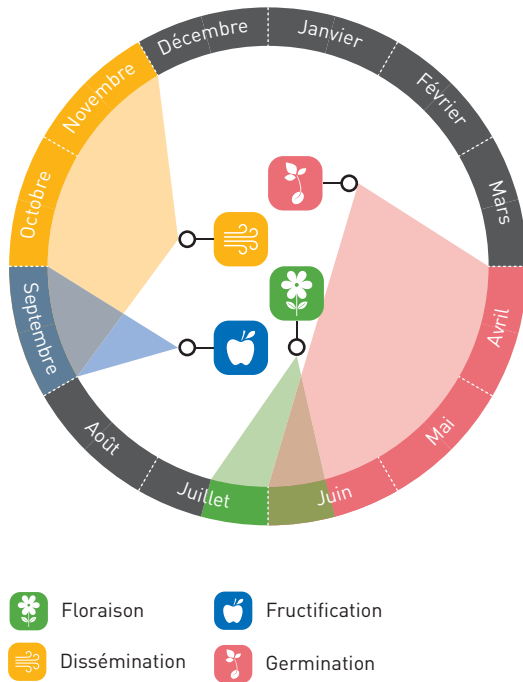 Janvier
Février
Mars
Avril
Mai
Juin
Juillet
Août
Septembre
Octobre
Novembre
Décembre
Floraison
Fructification
Dissémination
Germination